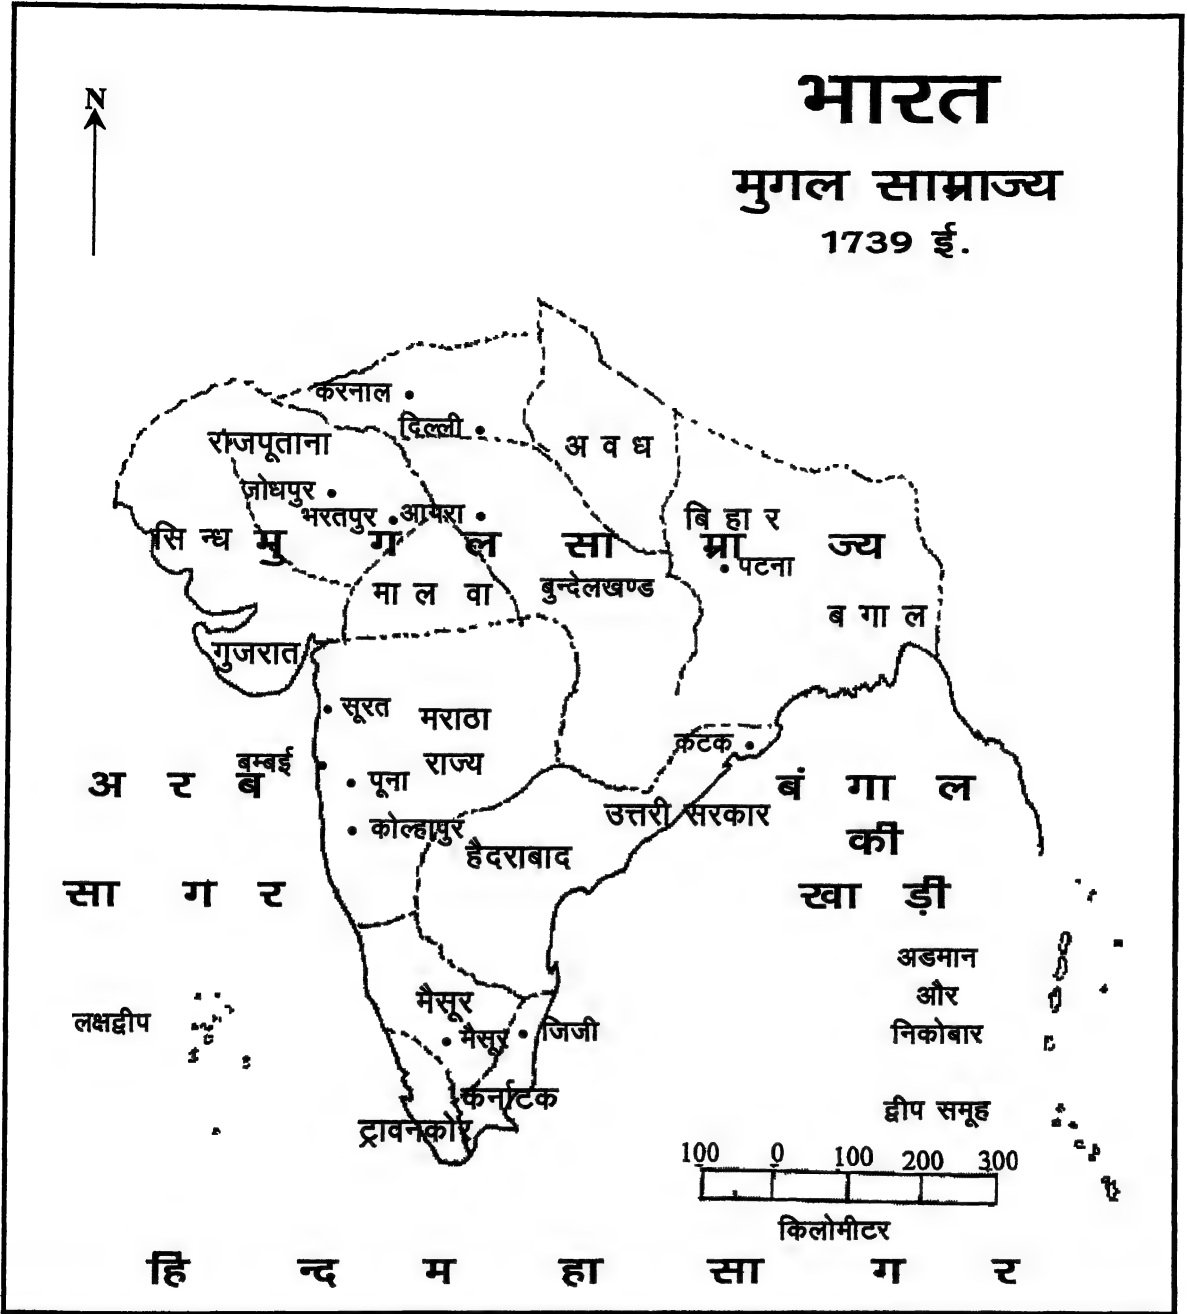 N
भारत
मुगल साम्राज्य
1739 ई.
करनाल
दिल्ली
राजपूताना
अ व ध
जोधपुर
भरतपुर
आगरा
बि हा र
सि न्ध
मु ग ल सा म्रा ज्य
पटना
मा ल वा
बुन्देलखण्ड
ब गा ल
गुजरात
सूरत
मराठा
राज्य
कटक
बम्बई
पूना
अ र ब
सा ग र
बं गा ल
की
खा ड़ी
उत्तरी सरकार
कोल्हापुर
हैदराबाद
अडमान
और
निकोबार
द्वीप समूह
लक्षद्वीप
मैसूर
मैसूर
जिजी
कर्नाटक
ट्रावनकोर
100 0 100 200 300
किलोमीटर
हि न्द म हा सा ग र